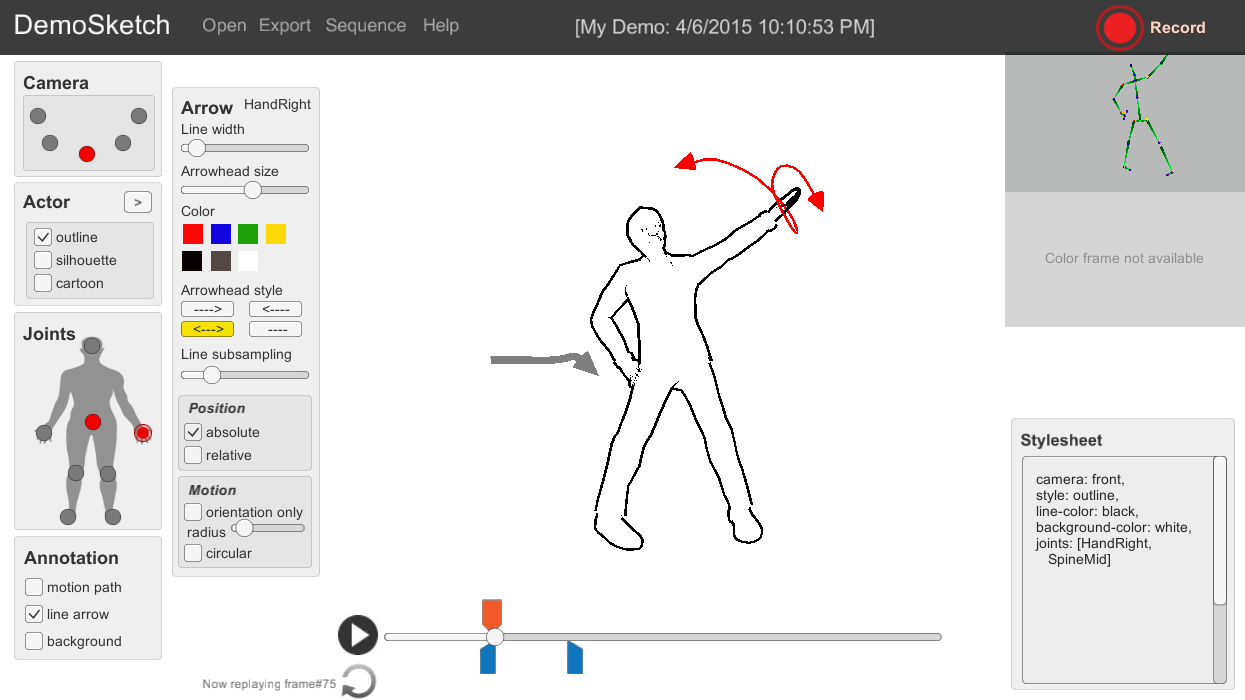 DemoSketch
Open Export Sequence Help
[My Demo: 4/6/2015 10:10:53 PM]
Record
Camera
Actor >
outline
silhouette
cartoon
Joints
Annotation
motion path
line arrow
background
Arrow HandRight
Line width
Arrowhead size
Color
Arrowhead style
----> <----
<---> ----
Line subsampling
Position
absolute
relative
Motion
orientation only
radius
circular
Now replaying frame#75
Color frame not available
Stylesheet
camera: front,
style: outline,
line-color: black,
background-color: white,
joints: [HandRight,
SpineMid]